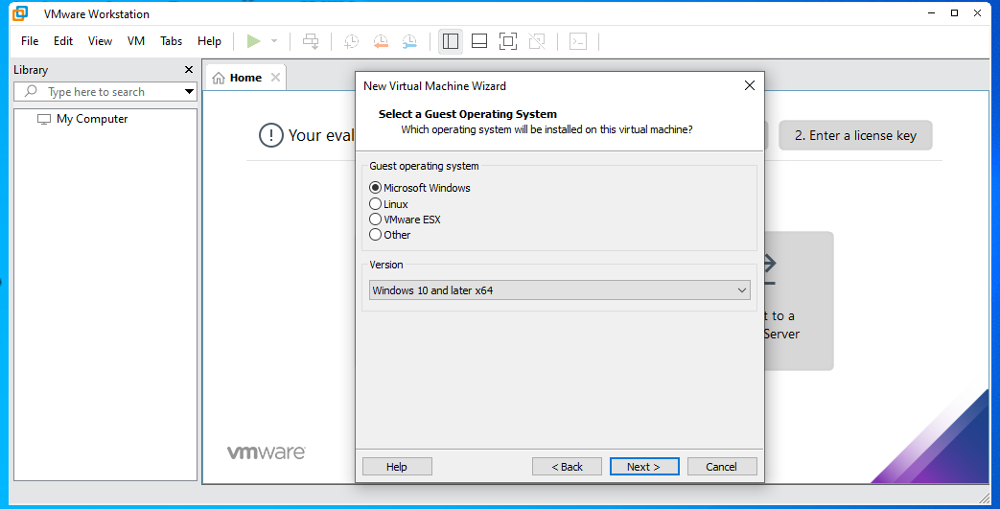 VMware Workstation
File Edit View VM Tabs Help
Library
Type here to search
My Computer
Home
Your eval
2. Enter a license key
t to a
Server
vmware
New Virtual Machine Wizard
Select a Guest Operating System
Which operating system will be installed on this virtual machine?
Guest operating system
Microsoft Windows
Linux
VMware ESX
Other
Version
Windows 10 and later x64
Help < Back Next > Cancel